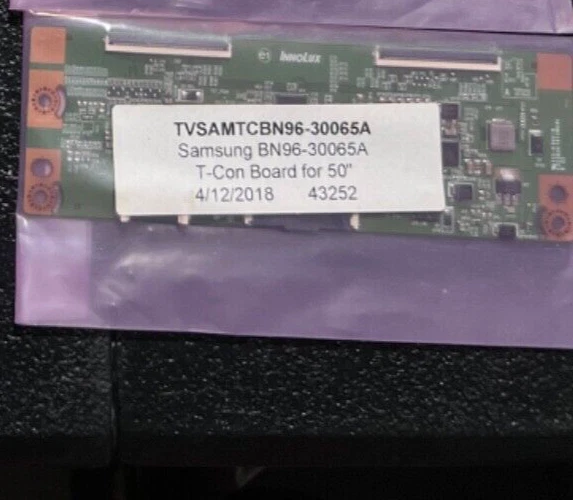 innoLux
TVSAMTCBN96-30065A
Samsung BN96-30065A
T-Con Board for 50"
4/12/2018 43252